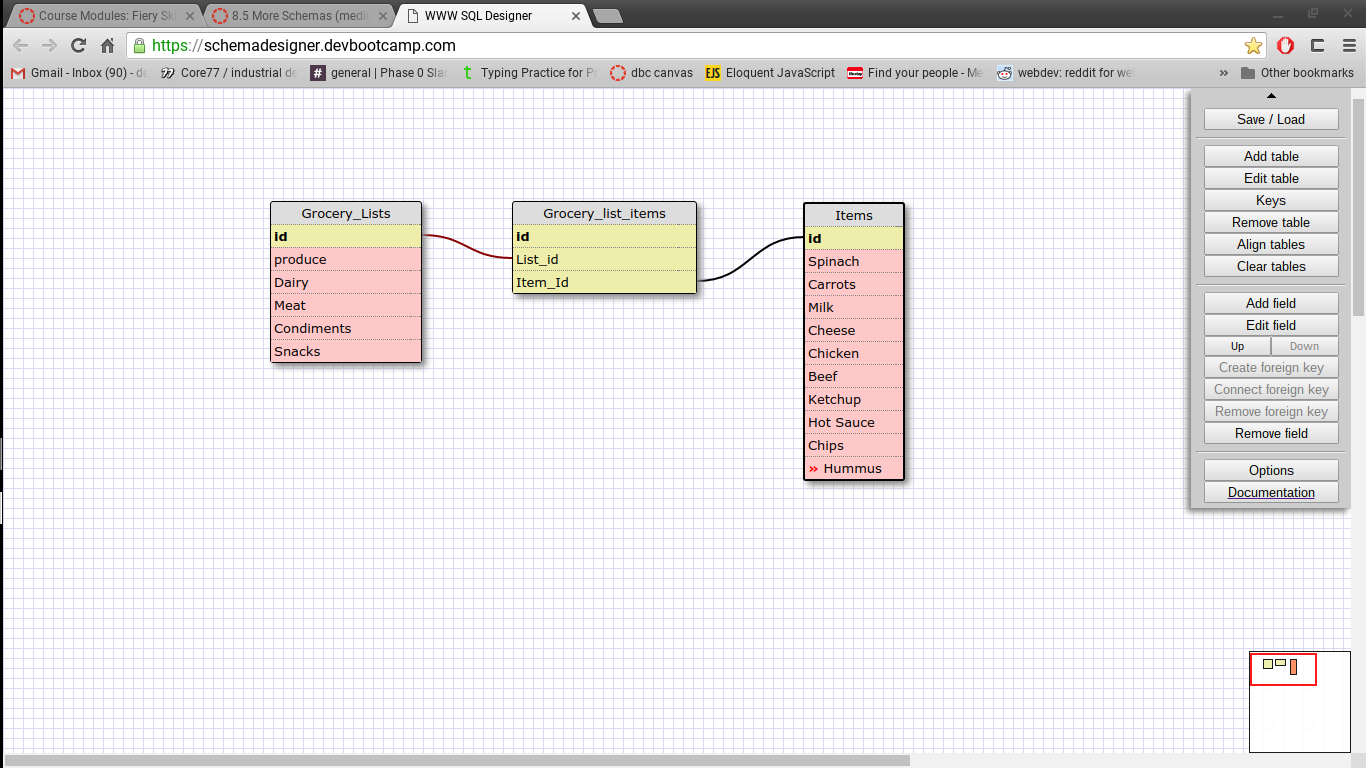 Course Modules: Fiery Sk
8.5 More Schemas (medi
WWW SQL Designer
https://schemadesigner.devbootcamp.com
Gmail - Inbox (90) - d
Core77 / industrial de
general | Phase 0 Sla
Typing Practice for P
dbc canvas
EJS Eloquent JavaScript
Find your people - Me
webdev: reddit for we
» Other bookmarks
Save / Load
Add table
Edit table
Keys
Remove table
Align tables
Clear tables
Add field
Edit field
Up Down
Create foreign key
Connect foreign key
Remove foreign key
Remove field
Options
Documentation
Grocery_Lists
id
produce
Dairy
Meat
Condiments
Snacks
Grocery_list_items
id
List_id
Item_Id
Items
id
Spinach
Carrots
Milk
Cheese
Chicken
Beef
Ketchup
Hot Sauce
Chips
» Hummus